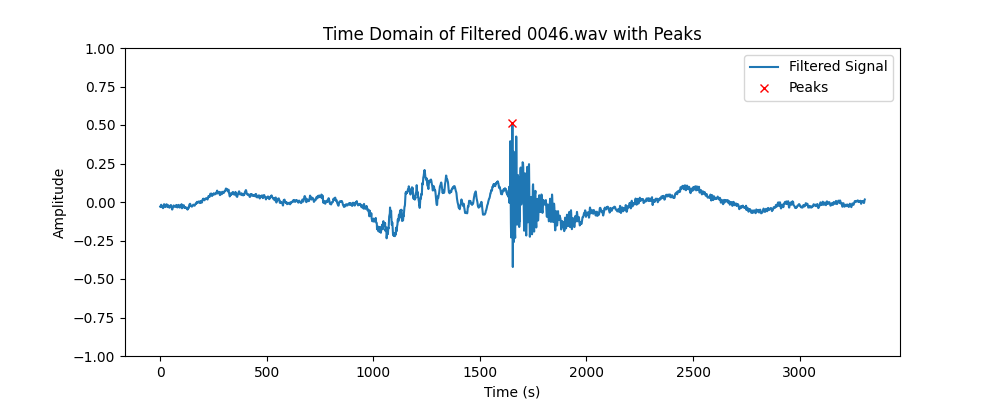 Time Domain of Filtered 0046.wav with Peaks
1.00
0.75
0.50
0.25
0.00
−0.25
−0.50
−0.75
−1.00
Amplitude
Filtered Signal
Peaks
0 500 1000 1500 2000 2500 3000
Time (s)